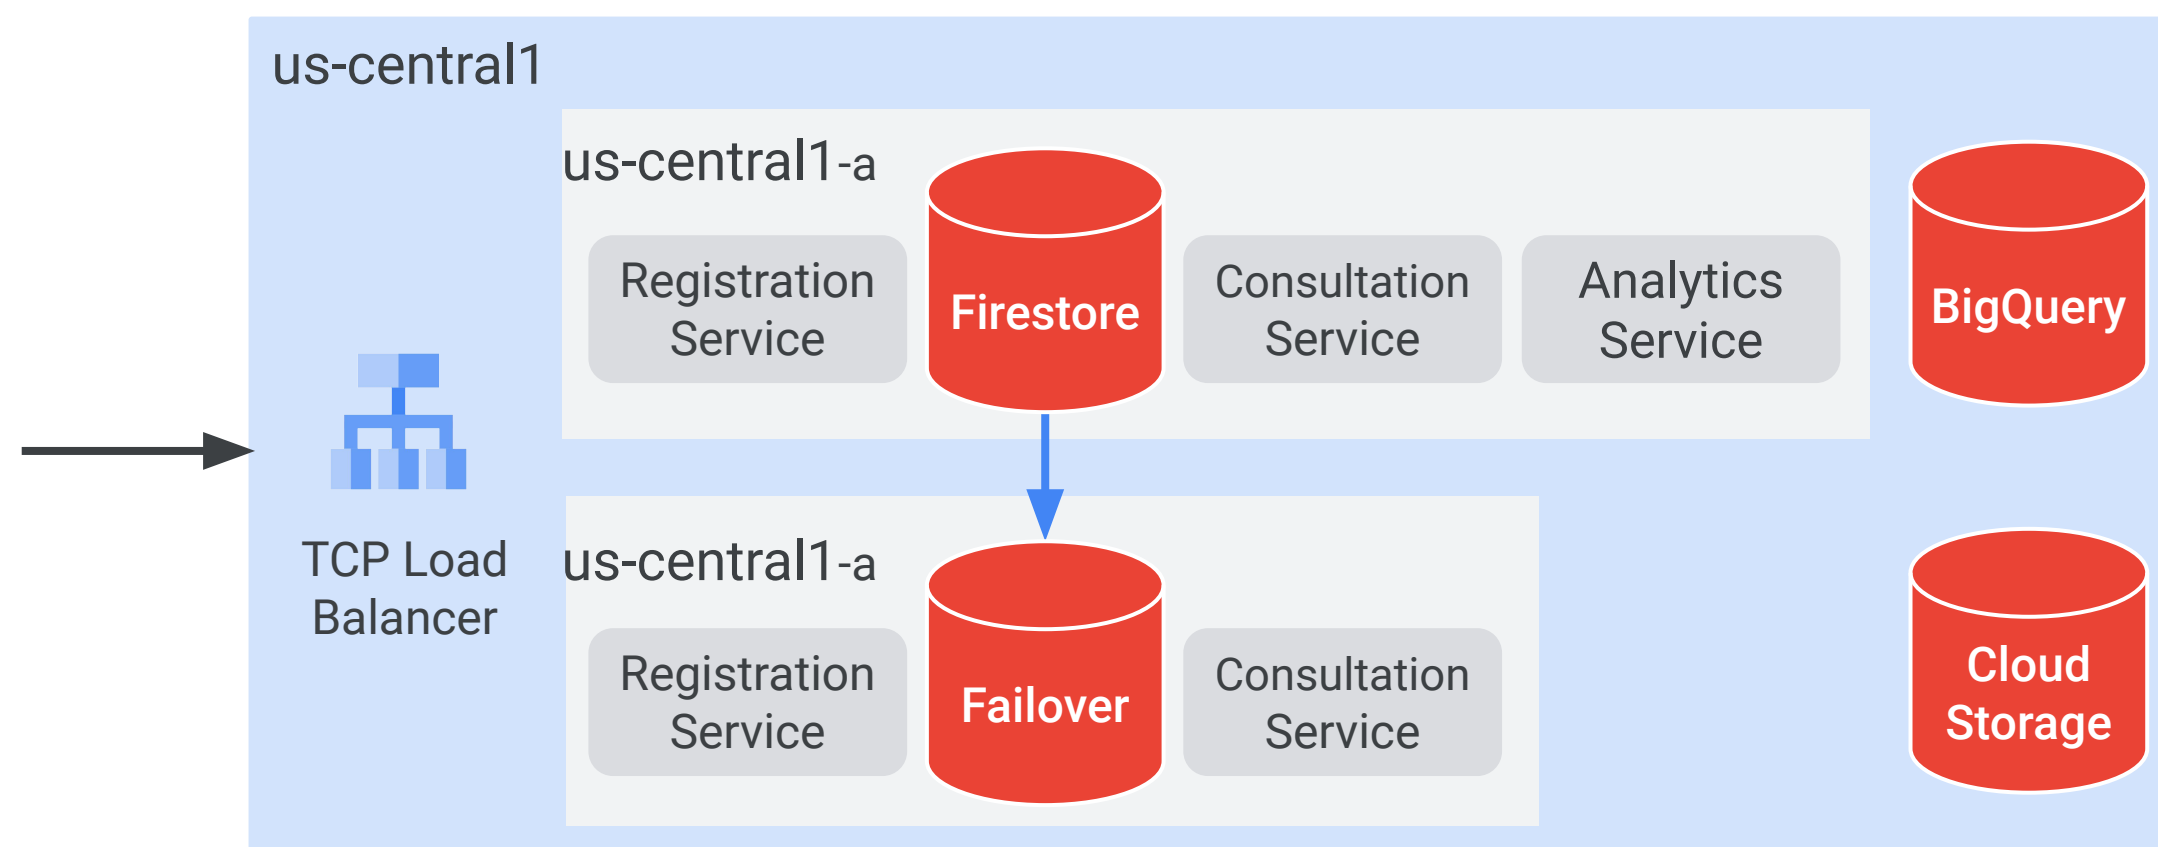 us-central1
us-central1-a
Registration
Service
Firestore
Consultation
Service
Analytics
Service
BigQuery
TCP Load
Balancer
us-central1-a
Registration
Service
Failover
Consultation
Service
Cloud
Storage